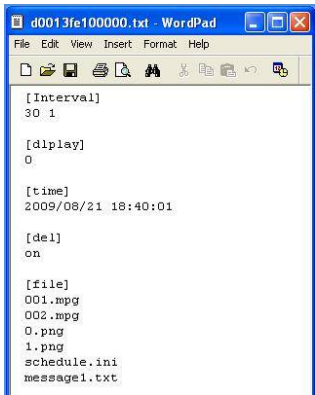 d0013fe100000.txt - WordPad
File Edit View Insert Format Help
[Interval]
30 1
[dlplay]
0
[time]
2009/08/21 18:40:01
[del]
on
[file]
001.mpg
002.mpg
0.png
1.png
schedule.ini
message1.txt